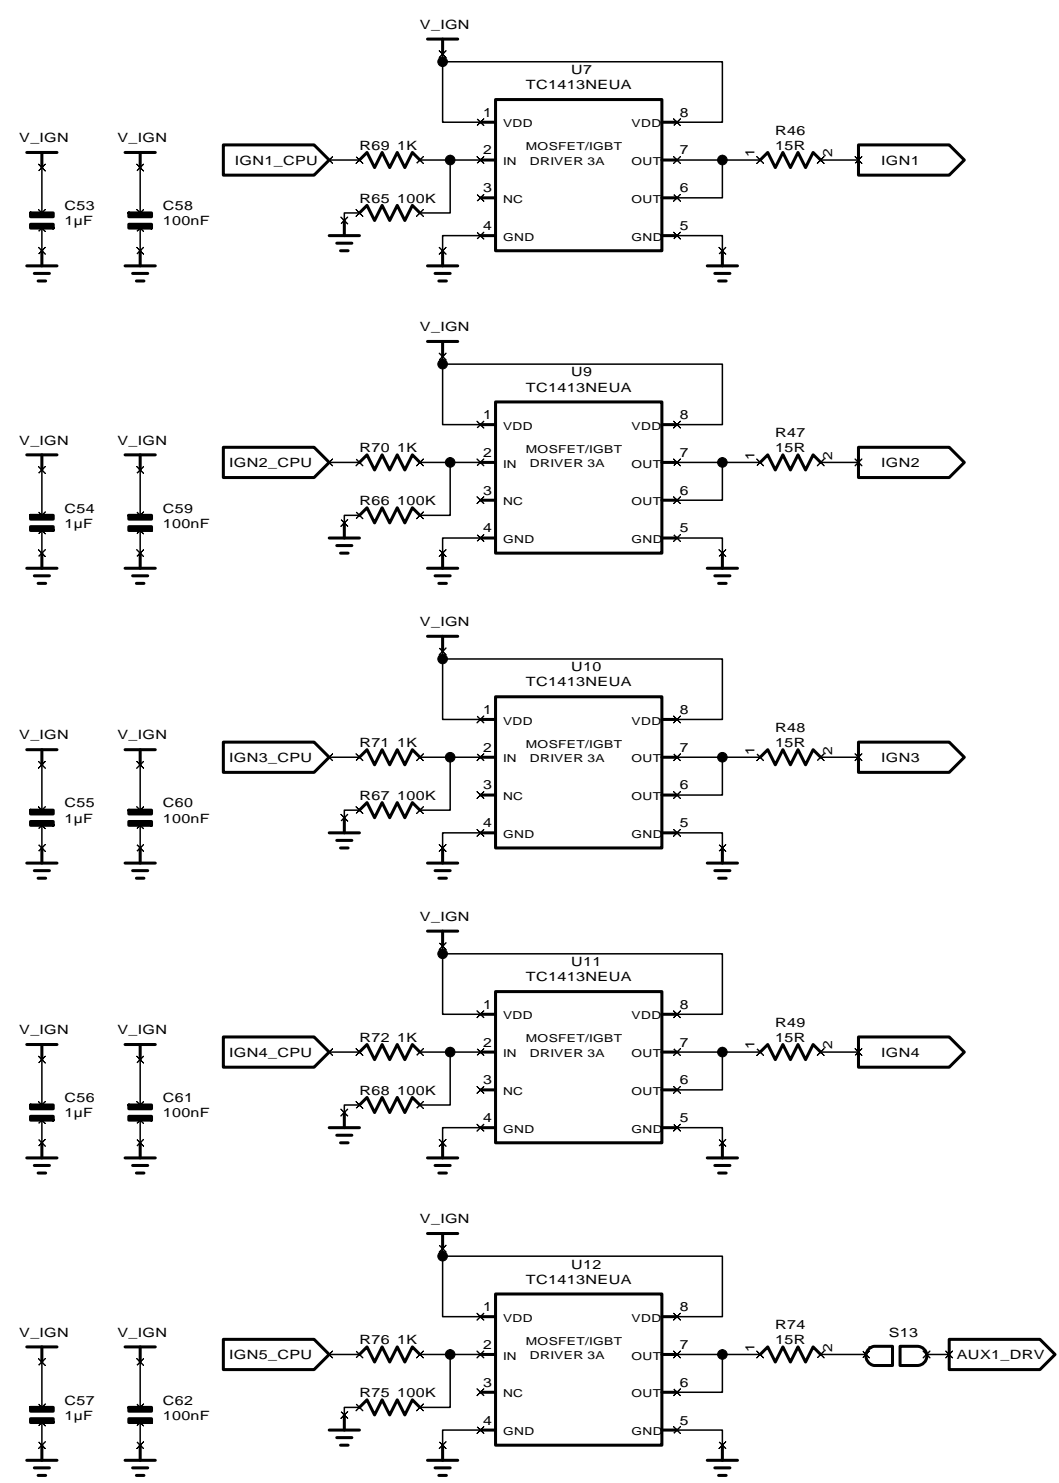 V_IGN
U7
TC1413NEUA
1
VDD
VDD
8
V_IGN
V_IGN
IGN1_CPU
R69 1K
2
IN
MOSFET/IGBT
DRIVER 3A
OUT
7
1
R46
15R
2
IGN1
C53
1µF
C58
100nF
R65 100K
3
NC
OUT
6
4
GND
GND
5
V_IGN
U9
TC1413NEUA
1
VDD
VDD
8
V_IGN
V_IGN
IGN2_CPU
R70 1K
2
IN
MOSFET/IGBT
DRIVER 3A
OUT
7
1
R47
15R
2
IGN2
C54
1µF
C59
100nF
R66 100K
3
NC
OUT
6
4
GND
GND
5
V_IGN
U10
TC1413NEUA
1
VDD
VDD
8
V_IGN
V_IGN
IGN3_CPU
R71 1K
2
IN
MOSFET/IGBT
DRIVER 3A
OUT
7
1
R48
15R
2
IGN3
C55
1µF
C60
100nF
R67 100K
3
NC
OUT
6
4
GND
GND
5
V_IGN
U11
TC1413NEUA
1
VDD
VDD
8
V_IGN
V_IGN
IGN4_CPU
R72 1K
2
IN
MOSFET/IGBT
DRIVER 3A
OUT
7
1
R49
15R
2
IGN4
C56
1µF
C61
100nF
R68 100K
3
NC
OUT
6
4
GND
GND
5
V_IGN
U12
TC1413NEUA
1
VDD
VDD
8
V_IGN
V_IGN
IGN5_CPU
R76 1K
2
IN
MOSFET/IGBT
DRIVER 3A
OUT
7
1
R74
15R
2
S13
AUX1_DRV
C57
1µF
C62
100nF
R75 100K
3
NC
OUT
6
4
GND
GND
5